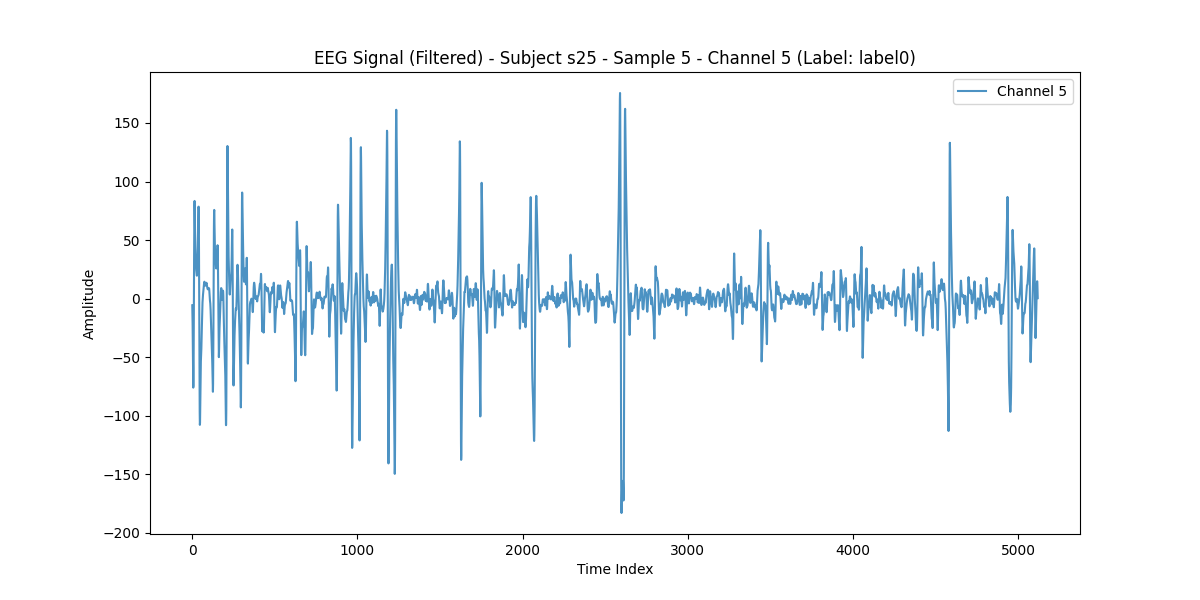 EEG Signal (Filtered) - Subject s25 - Sample 5 - Channel 5 (Label: label0)
Channel 5
150
100
50
0
−50
−100
−150
−200
Amplitude
0 1000 2000 3000 4000 5000
Time Index